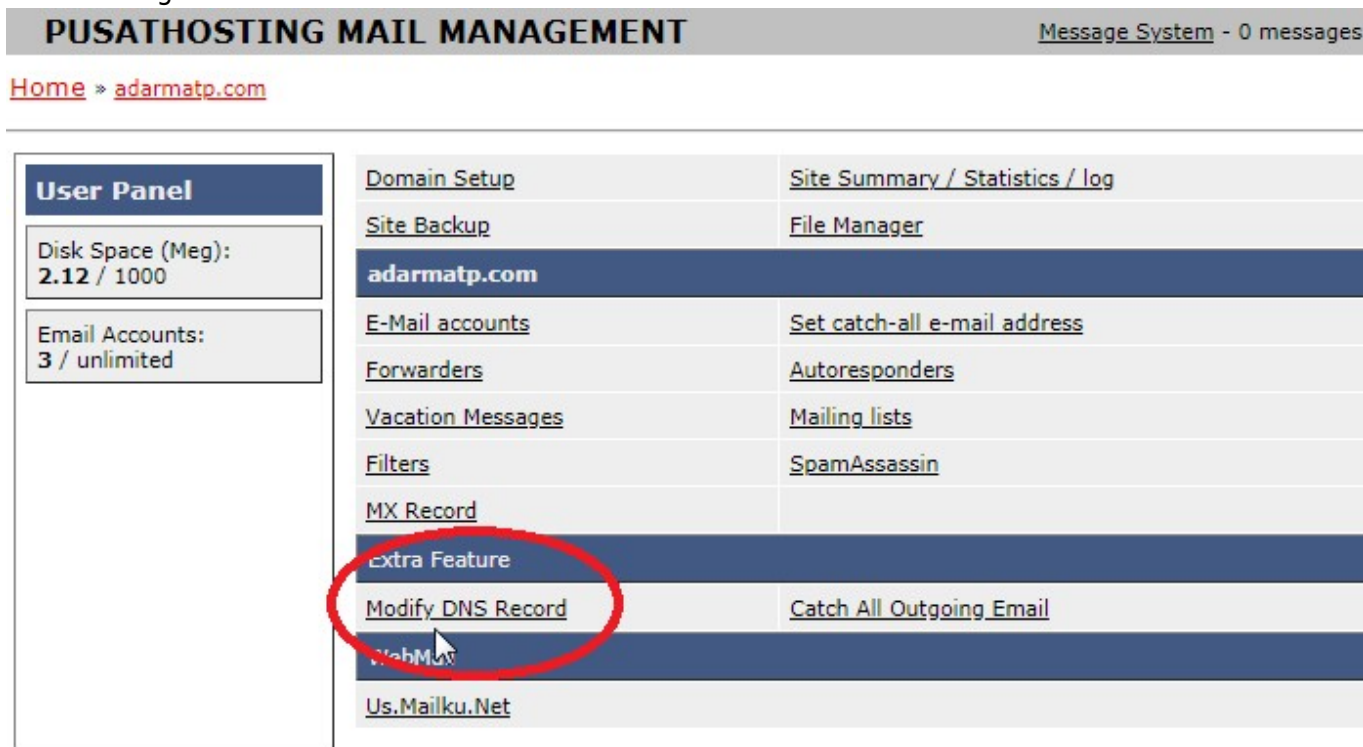 PUSATHOSTING MAIL MANAGEMENT Message System - 0 messages
Home » adarmatp.com
User Panel
Disk Space (Meg):
2.12 / 1000
Email Accounts:
3 / unlimited
Domain Setup Site Summary / Statistics / log
Site Backup File Manager
adarmatp.com
E-Mail accounts Set catch-all e-mail address
Forwarders Autoresponders
Vacation Messages Mailing lists
Filters SpamAssassin
MX Record
Extra Feature
Modify DNS Record Catch All Outgoing Email
WebMail
Us.Mailku.Net